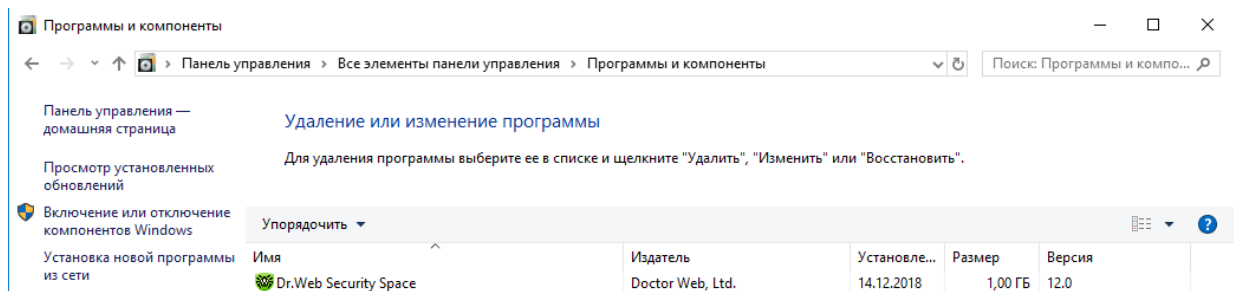 Программы и компоненты
Панель управления › Все элементы панели управления › Программы и компоненты
Поиск: Программы и компо...
Панель управления —
домашняя страница
Просмотр установленных
обновлений
Включение или отключение
компонентов Windows
Установка новой программы
из сети
Удаление или изменение программы
Для удаления программы выберите ее в списке и щелкните "Удалить", "Изменить" или "Восстановить".
Упорядочить
Имя Издатель Установле... Размер Версия
Dr.Web Security Space Doctor Web, Ltd. 14.12.2018 1,00 ГБ 12.0